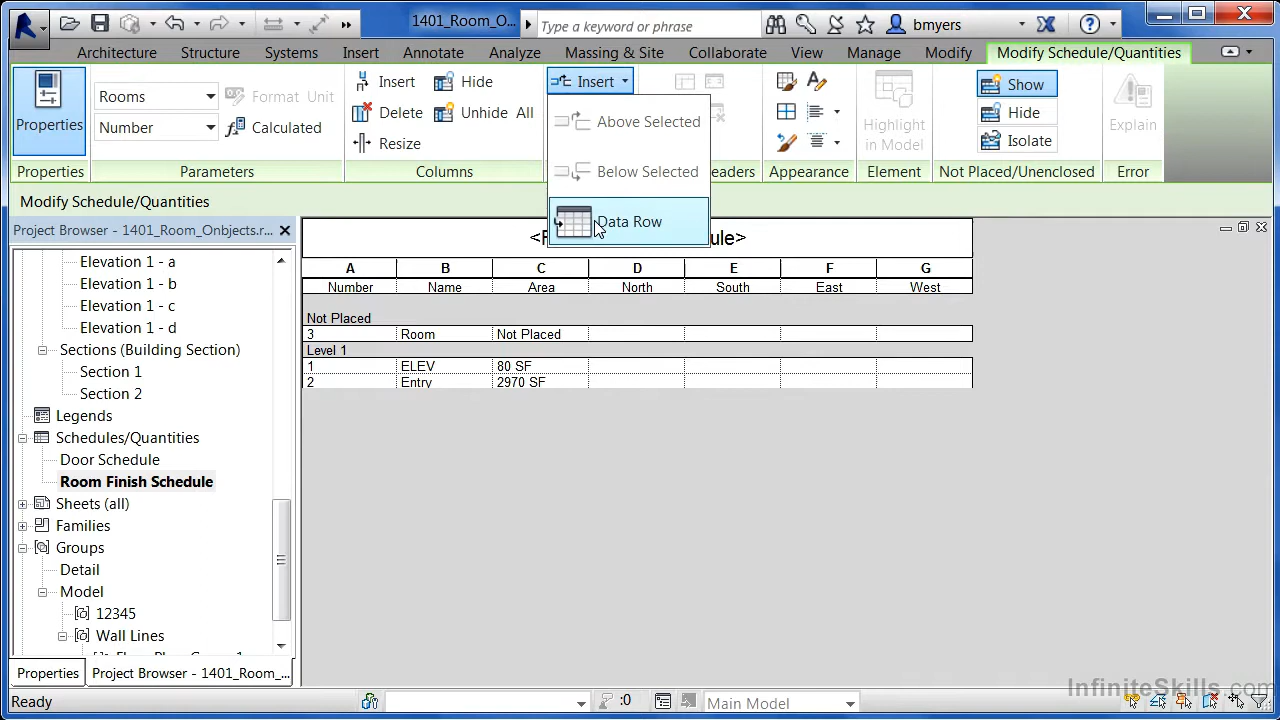 1401_Room_O...
Type a keyword or phrase
bmyers
Architecture Structure Systems Insert Annotate Analyze Massing & Site Collaborate View Manage Modify Modify Schedule/Quantities
Properties
Rooms
Number
Format Unit
Calculated
Insert
Delete
Resize
Hide
Unhide All
Insert
Above Selected
Below Selected
Data Row
Highlight
in Model
Show
Hide
Isolate
Explain
Properties Parameters Columns eaders Appearance Element Not Placed/Unenclosed Error
Modify Schedule/Quantities
Project Browser - 1401_Room_Onbjects.r...
Elevation 1 - a
Elevation 1 - b
Elevation 1 - c
Elevation 1 - d
Sections (Building Section)
Section 1
Section 2
Legends
Schedules/Quantities
Door Schedule
Room Finish Schedule
Sheets (all)
Families
Groups
Detail
Model
12345
Wall Lines
Properties Project Browser - 1401_Room_...
<R ule>
A B C D E F G
Number Name Area North South East West
Not Placed
3 Room Not Placed
Level 1
1 ELEV 80 SF
2 Entry 2970 SF
InfiniteSkills.com
Ready :0 Main Model